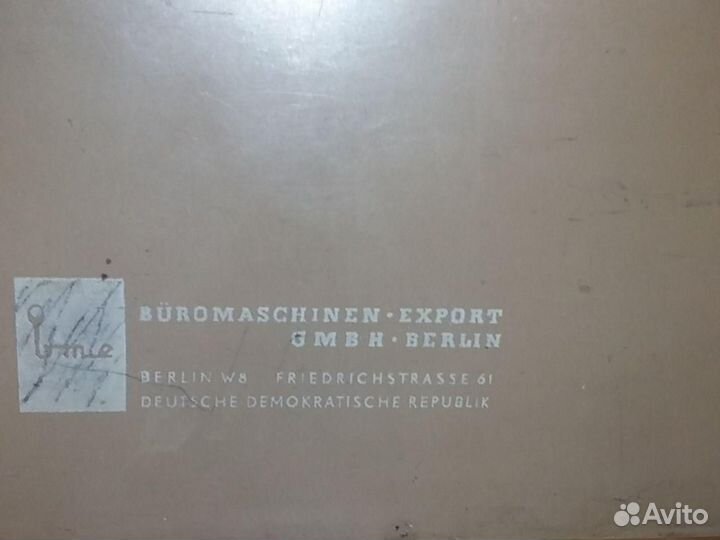 BÜROMASCHINEN·EXPORT
GMBH·BERLIN
BERLIN W8 FRIEDRICHSTRASSE 61
DEUTSCHE DEMOKRATISCHE REPUBLIK
Avito